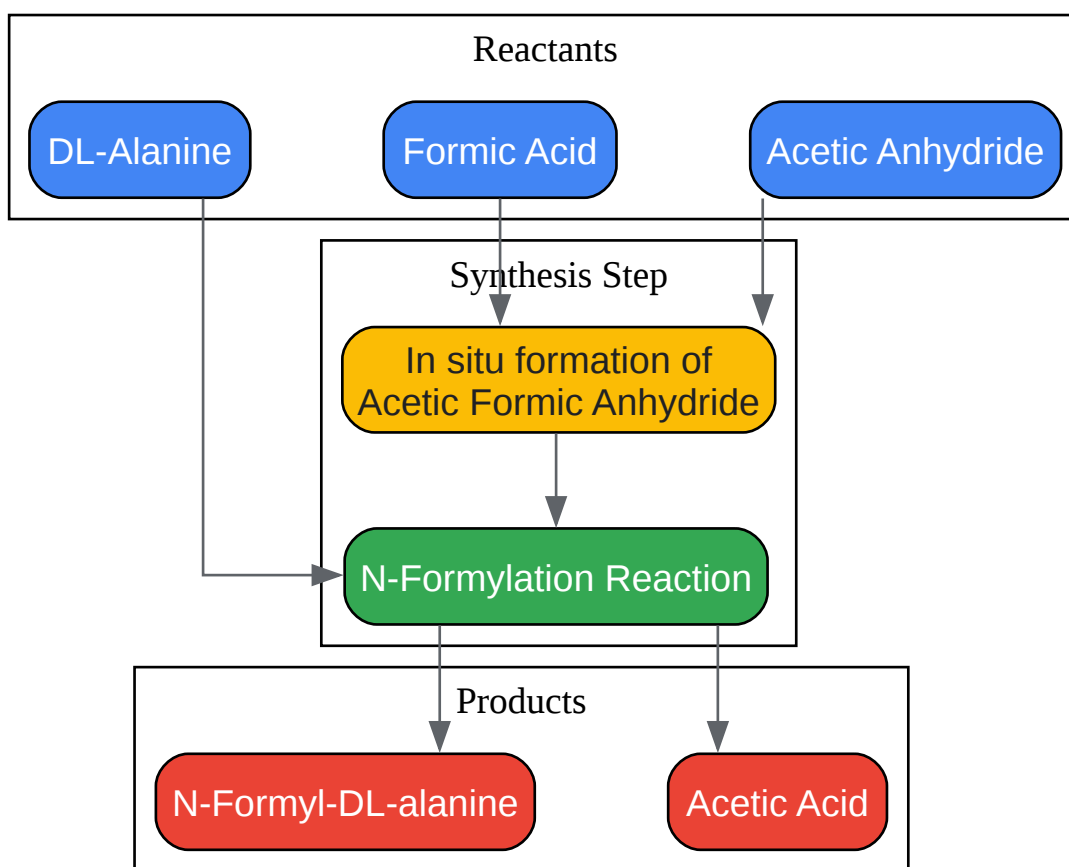 Reactants
DL-Alanine
Formic Acid
Acetic Anhydride
Synthesis Step
In situ formation of
Acetic Formic Anhydride
N-Formylation Reaction
Products
N-Formyl-DL-alanine
Acetic Acid